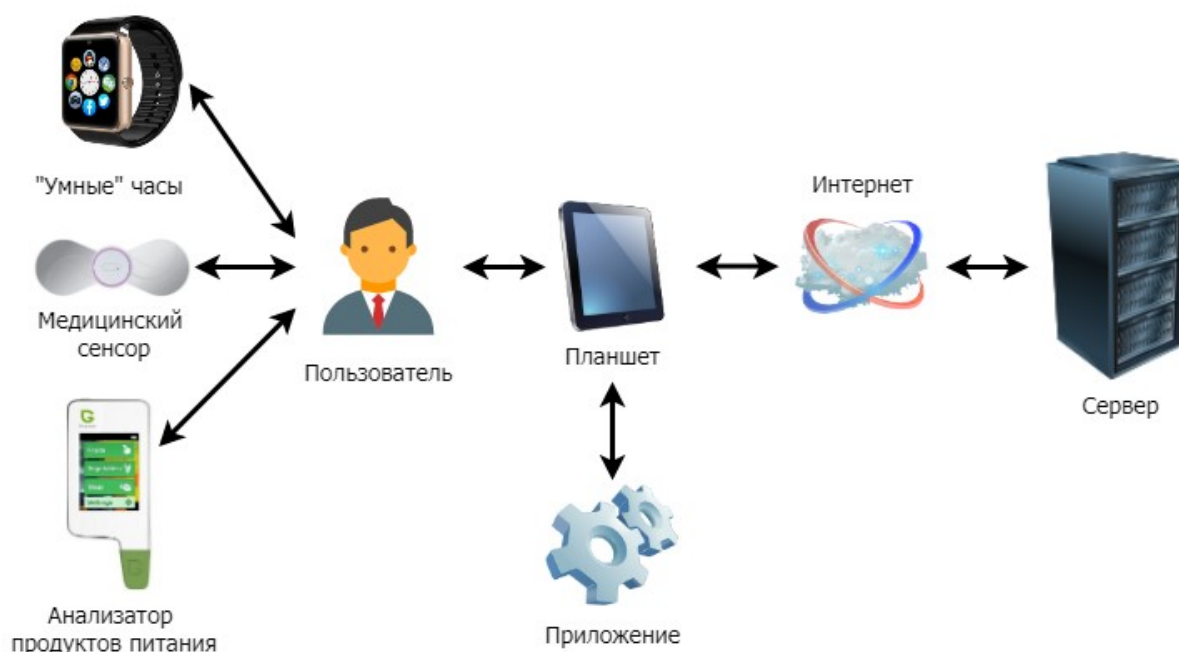 "Умные" часы
Интернет
Медицинский
сенсор
Пользователь
Планшет
Сервер
Анализатор
продуктов питания
Приложение